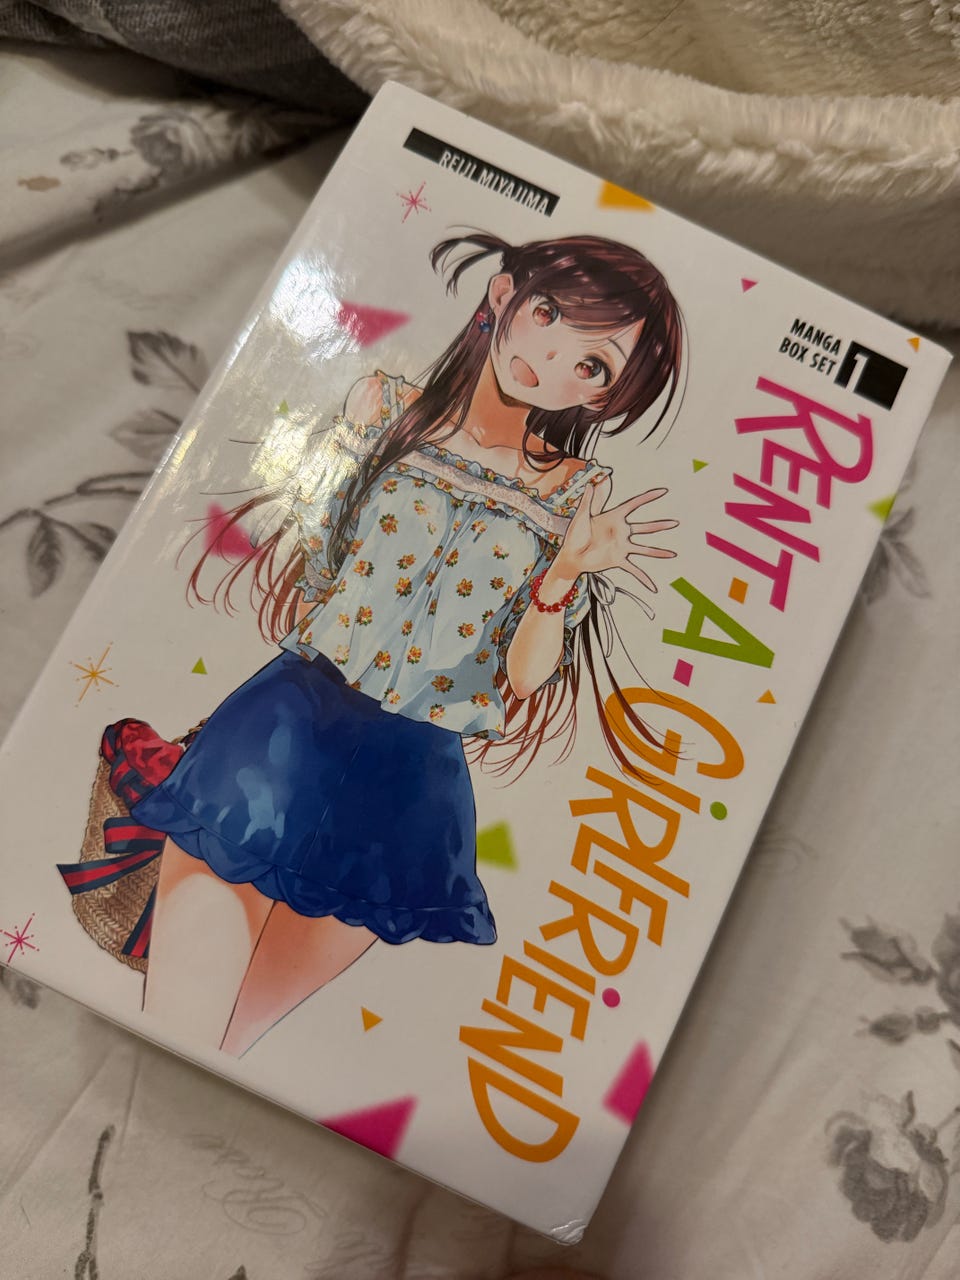 REIJI MIYAJIMA
MANGA
BOX SET 1
RENT-A-GIRLFRIEND